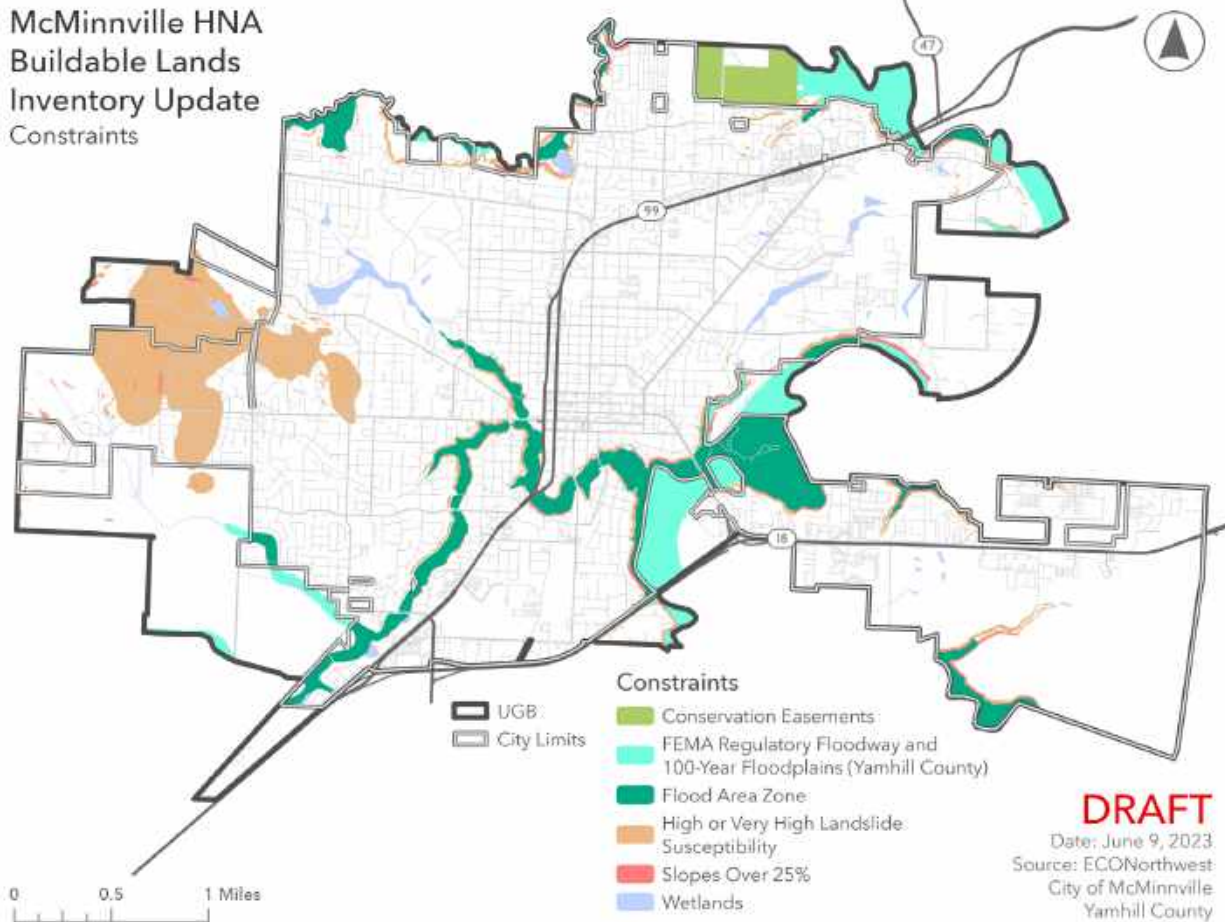 McMinnville HNA
Buildable Lands
Inventory Update
Constraints
47
99
18
UGB
City Limits
Constraints
Conservation Easements
FEMA Regulatory Floodway and
100-Year Floodplains (Yamhill County)
Flood Area Zone
High or Very High Landslide
Susceptibility
Slopes Over 25%
Wetlands
DRAFT
Date: June 9, 2023
Source: ECONorthwest
City of McMinnville
Yamhill County
0 0.5 1 Miles